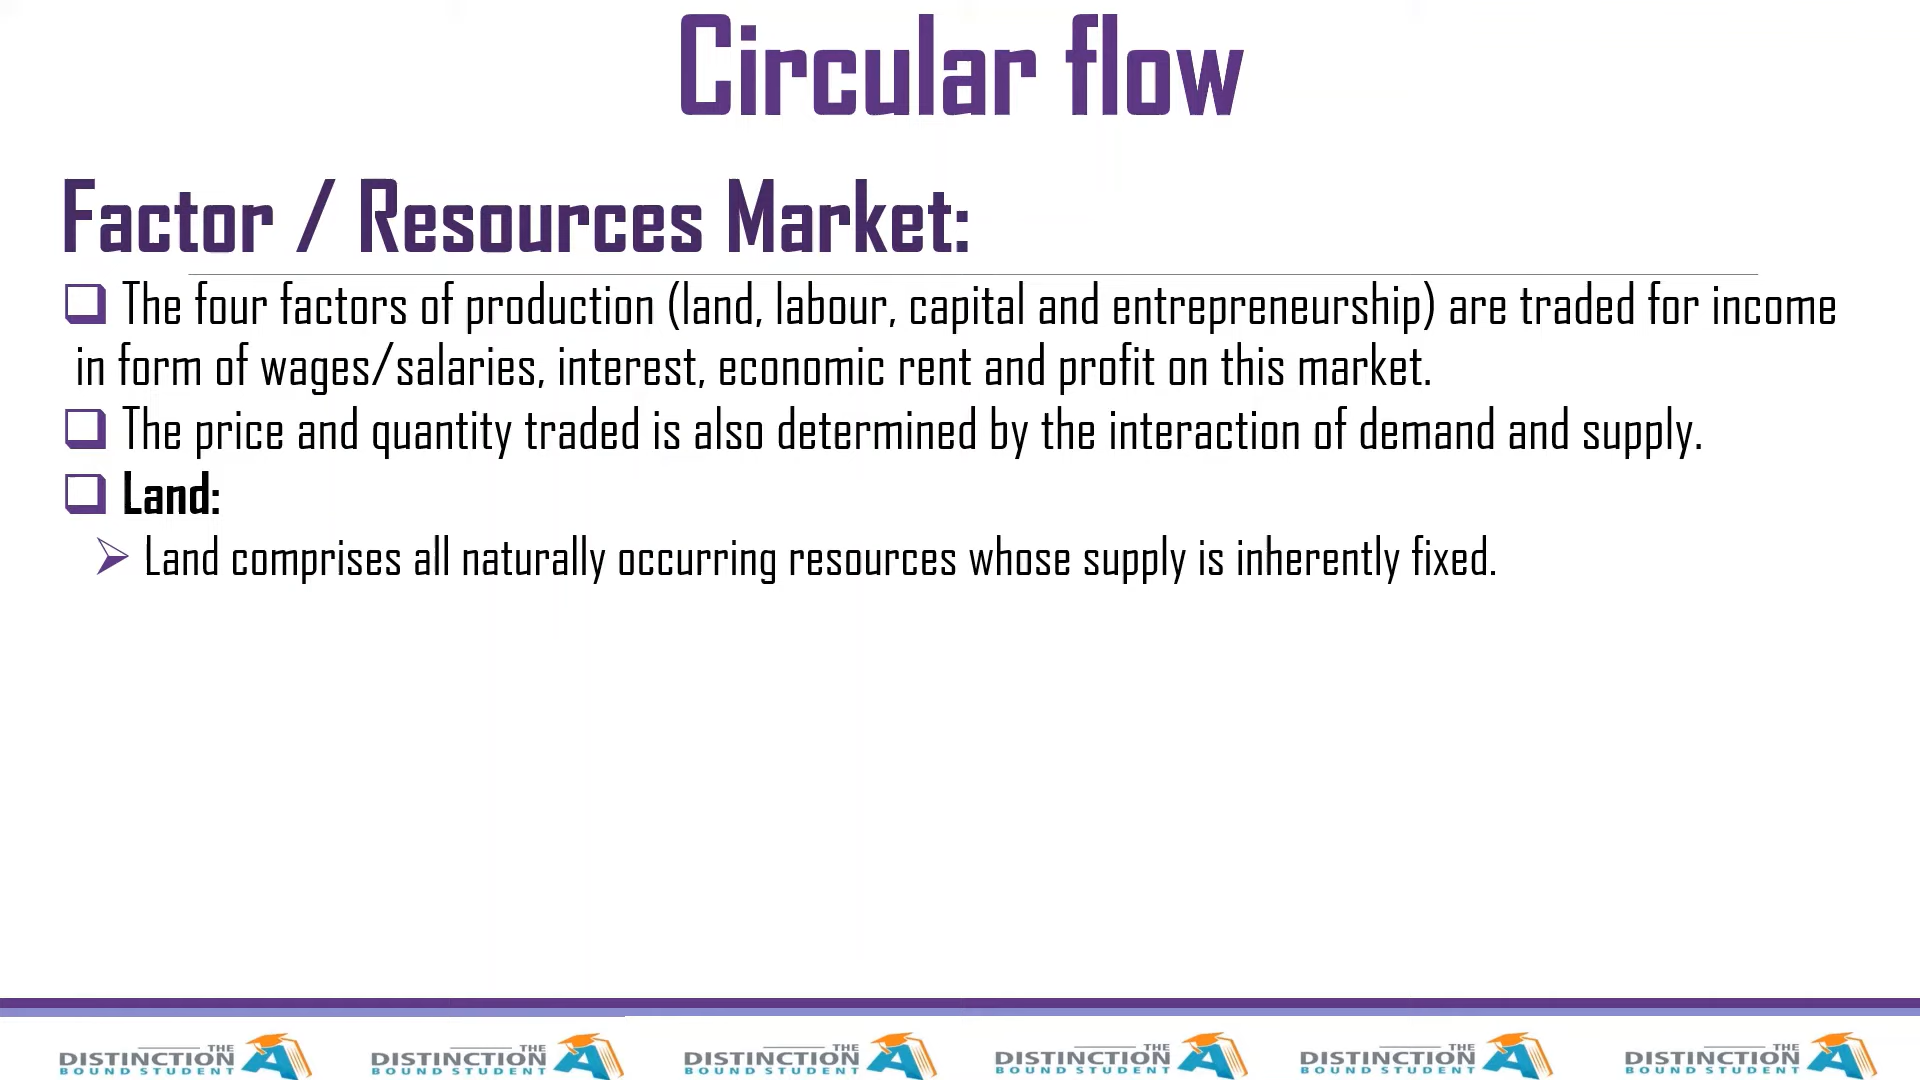 Circular flow
Factor / Resources Market:
The four factors of production (land, labour, capital and entrepreneurship) are traded for income
in form of wages/salaries, interest, economic rent and profit on this market.
The price and quantity traded is also determined by the interaction of demand and supply.
Land:
Land comprises all naturally occurring resources whose supply is inherently fixed.
THE DISTINCTION BOUND STUDENT
THE DISTINCTION BOUND STUDENT
THE DISTINCTION BOUND STUDENT
THE DISTINCTION BOUND STUDENT
THE DISTINCTION BOUND STUDENT
THE DISTINCTION BOUND STUDENT